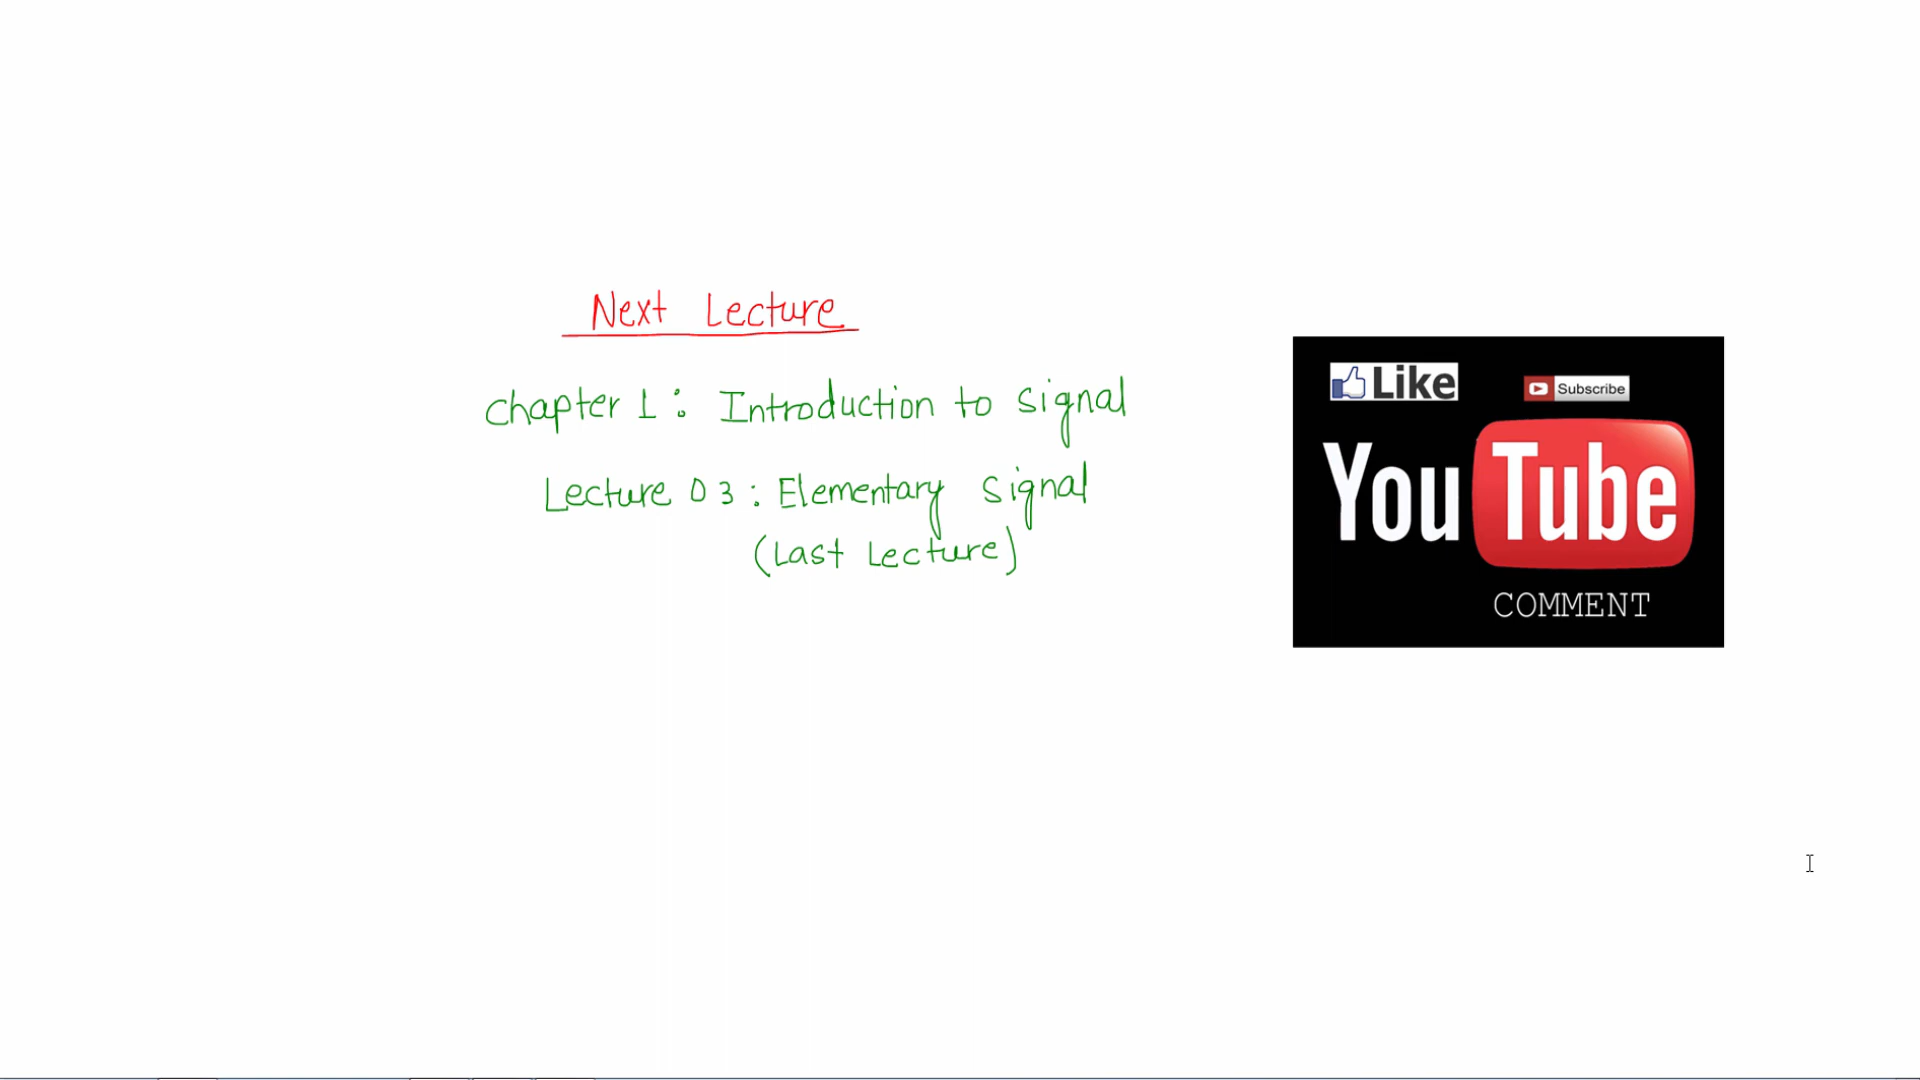 Next Lecture
Chapter 1: Introduction to signal
Lecture 03: Elementary signal
(Last Lecture)
Like
Subscribe
YouTube
COMMENT